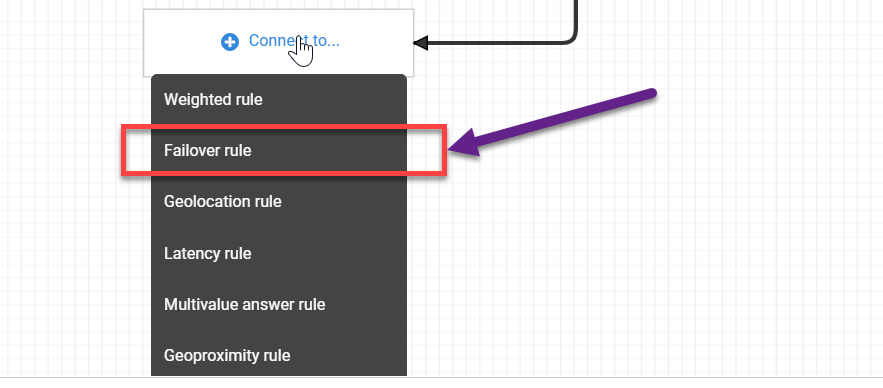 Connect to...
Weighted rule
Failover rule
Geolocation rule
Latency rule
Multivalue answer rule
Geoproximity rule